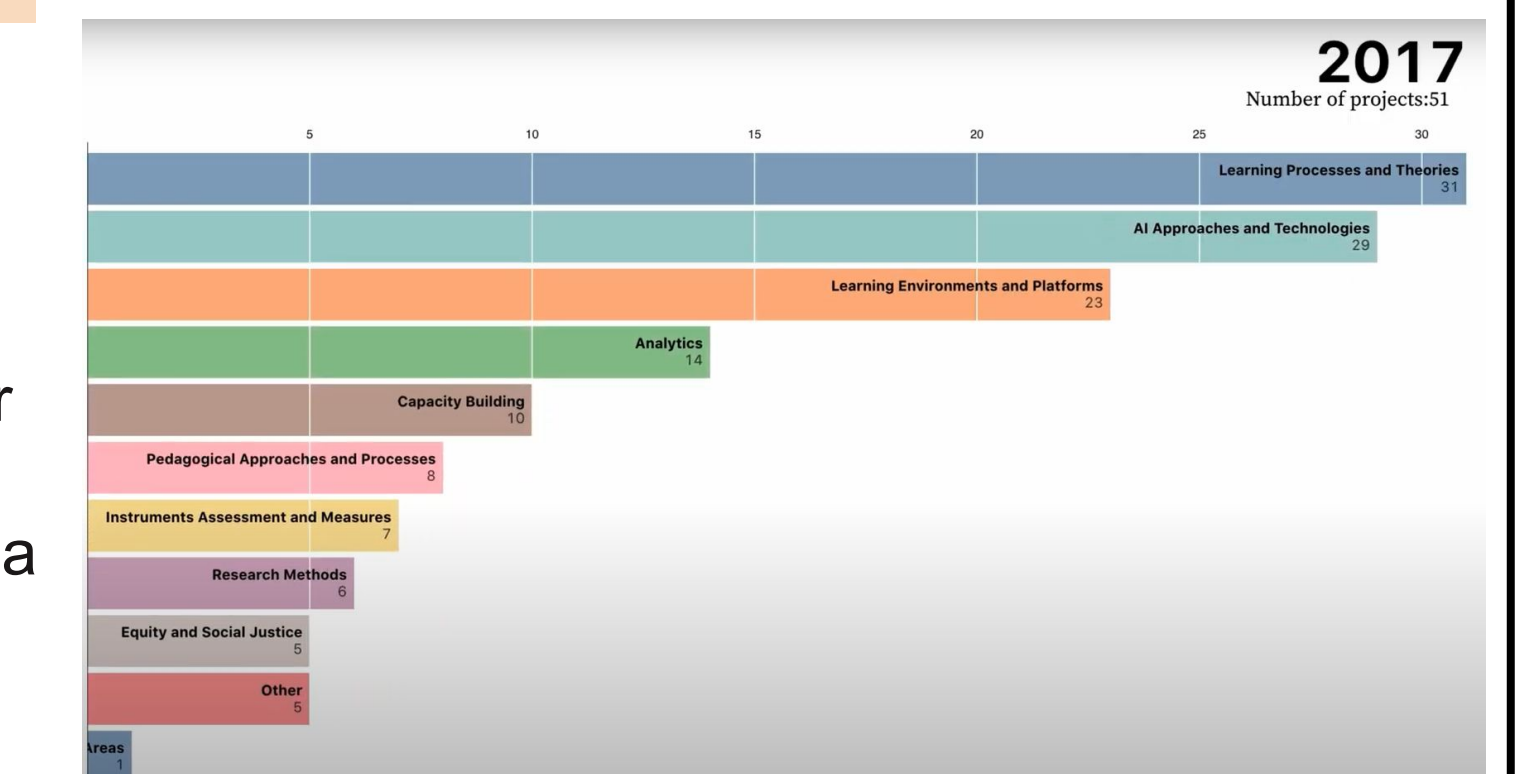 2017
Number of projects:51
5 10 15 20 25 30
Learning Processes and Theories
31
AI Approaches and Technologies
29
Learning Environments and Platforms
23
Analytics
14
r
Capacity Building
10
Pedagogical Approaches and Processes
8
Instruments Assessment and Measures
7
a
Research Methods
6
Equity and Social Justice
5
Other
5
Areas
1